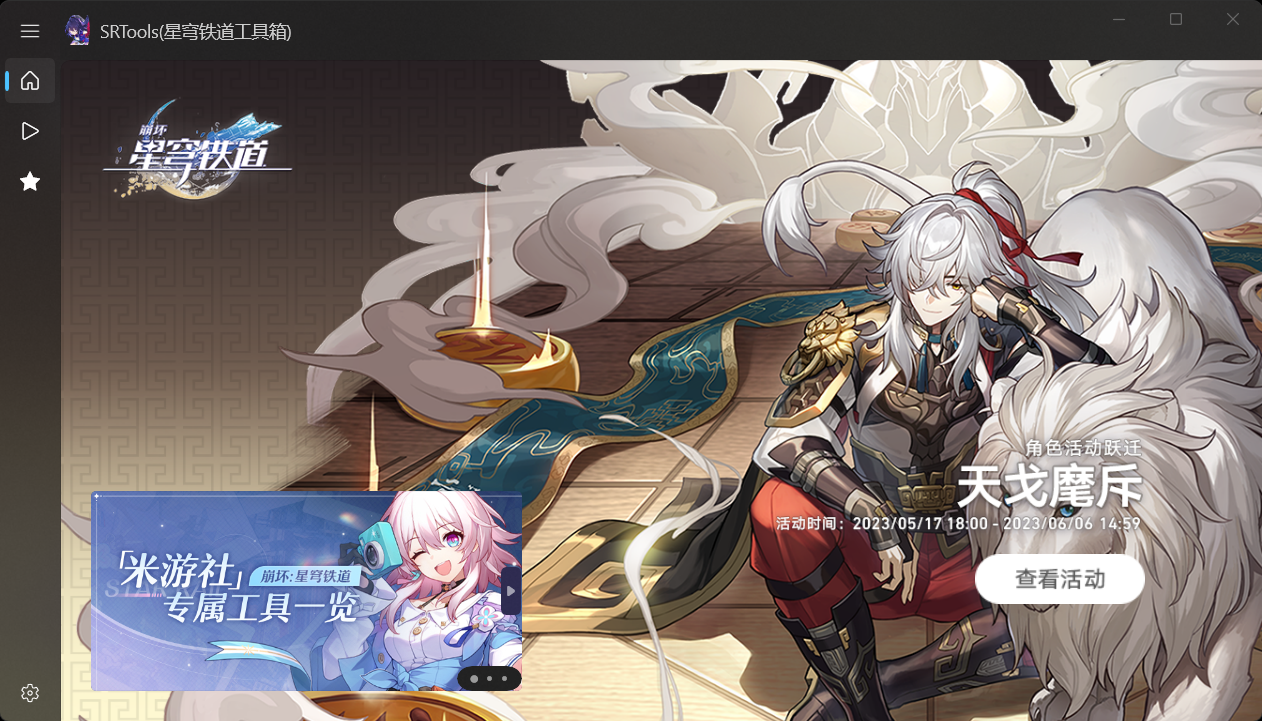 SRTools(星穹铁道工具箱)
崩坏
星穹铁道
角色活动跃迁
天戈麾斥
活动时间：2023/05/17 18:00 - 2023/06/06 14:59
查看活动
「米游社」
崩坏:星穹铁道
专属工具一览